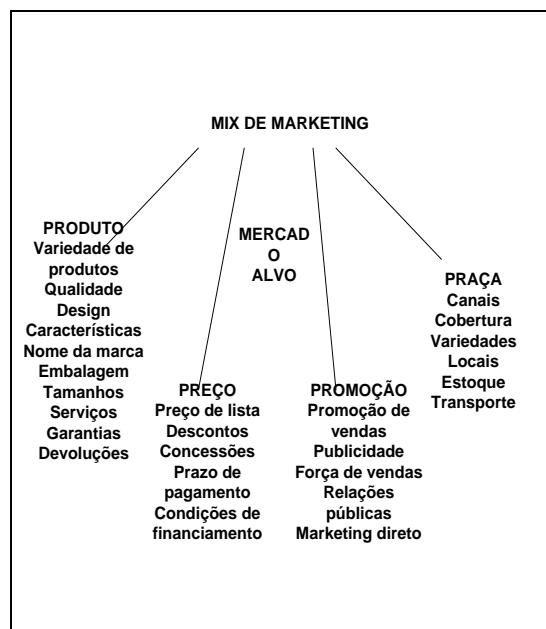 MIX DE MARKETING
PRODUTO
Variedade de
produtos
Qualidade
Design
Características
Nome da marca
Embalagem
Tamanhos
Serviços
Garantias
Devoluções
MERCAD
O
ALVO
PREÇO
Preço de lista
Descontos
Concessões
Prazo de
pagamento
Condições de
financiamento
PROMOÇÃO
Promoção de
vendas
Publicidade
Força de vendas
Relações
públicas
Marketing direto
PRAÇA
Canais
Cobertura
Variedades
Locais
Estoque
Transporte